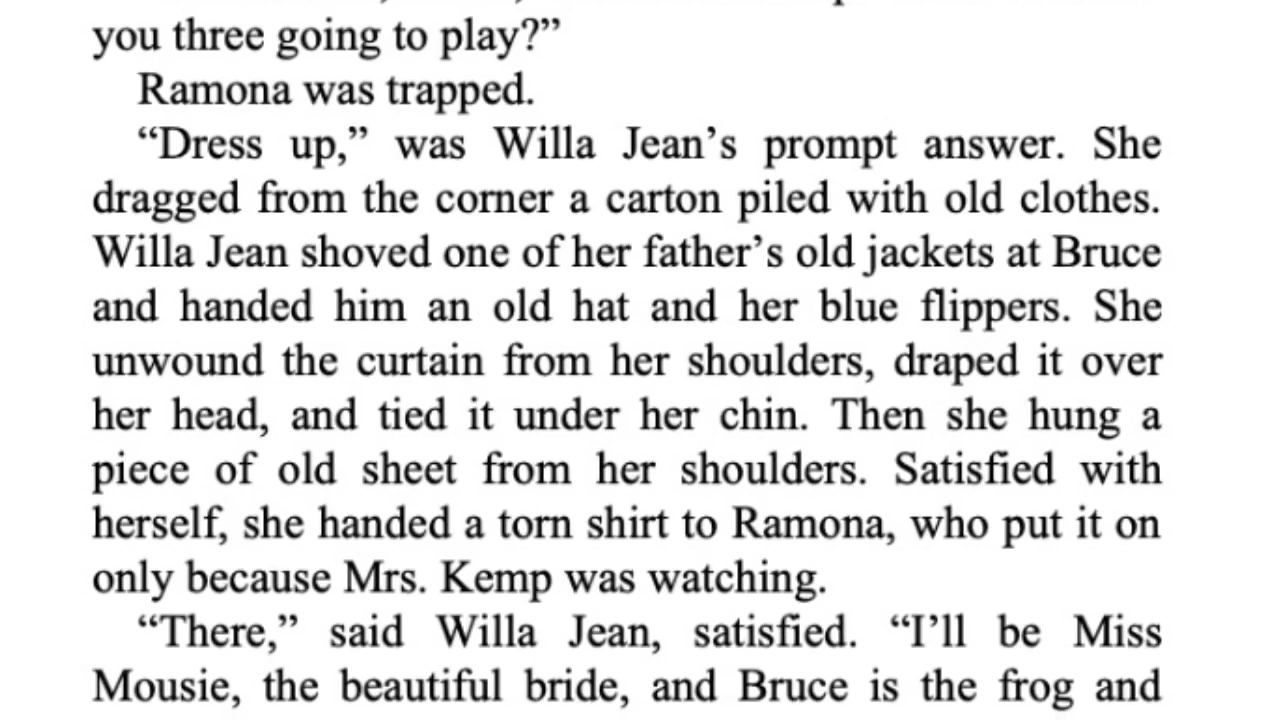 you three going to play?”
Ramona was trapped.
“Dress up,” was Willa Jean’s prompt answer. She
dragged from the corner a carton piled with old clothes.
Willa Jean shoved one of her father’s old jackets at Bruce
and handed him an old hat and her blue flippers. She
unwound the curtain from her shoulders, draped it over
her head, and tied it under her chin. Then she hung a
piece of old sheet from her shoulders. Satisfied with
herself, she handed a torn shirt to Ramona, who put it on
only because Mrs. Kemp was watching.
“There,” said Willa Jean, satisfied. “I’ll be Miss
Mousie, the beautiful bride, and Bruce is the frog and